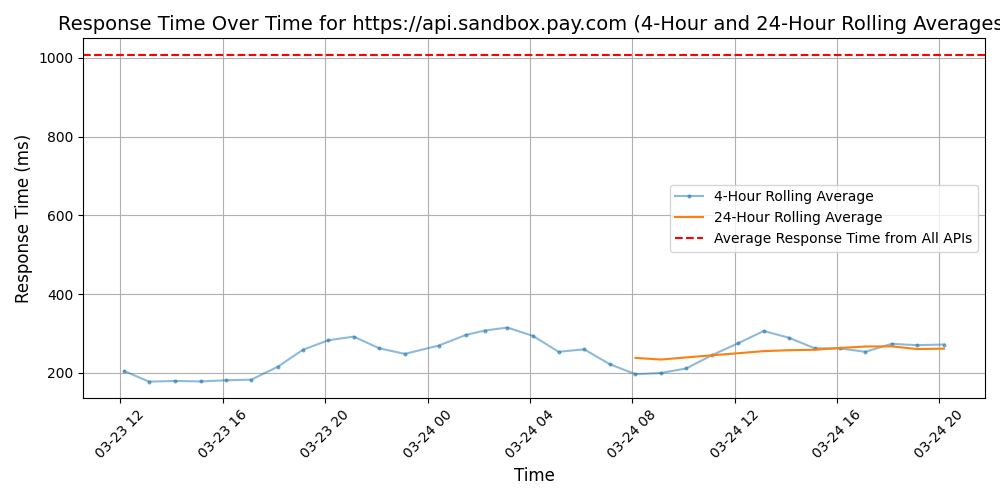 Response Time Over Time for https://api.sandbox.pay.com (4-Hour and 24-Hour Rolling Averages
Response Time (ms)
1000
800
600
400
200
4-Hour Rolling Average
24-Hour Rolling Average
Average Response Time from All APIs
03-23 12
03-23 16
03-23 20
03-24 00
03-24 04
03-24 08
03-24 12
03-24 16
03-24 20
Time